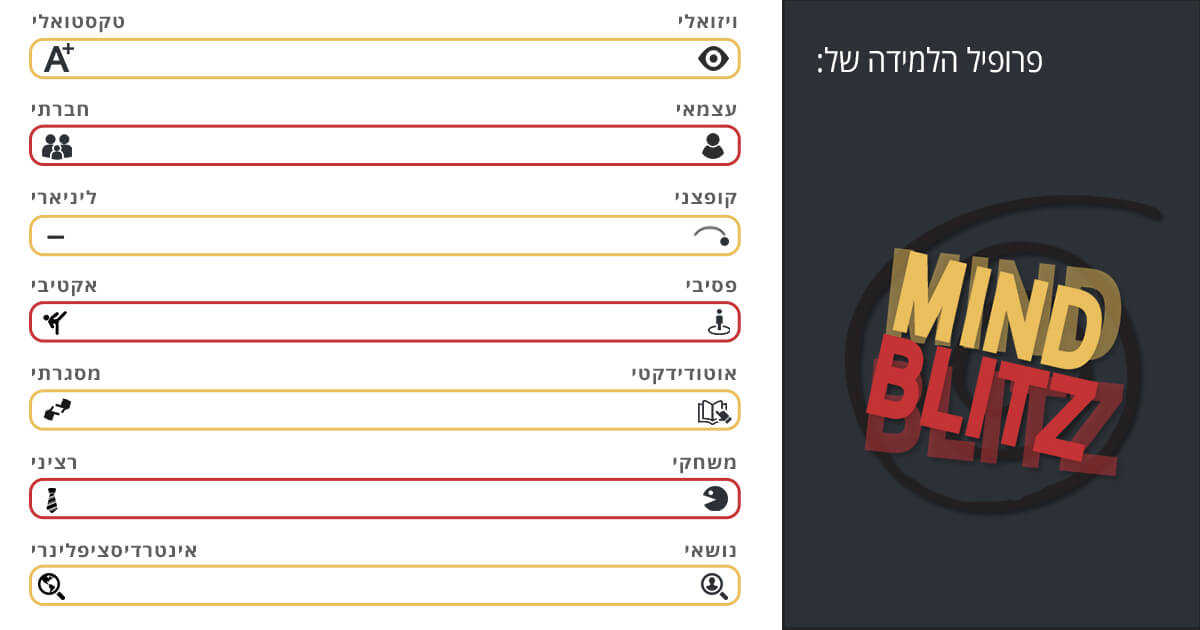 פרופיל הלמידה של:
MIND
BLITZ
ויזואלי טקסטואלי
A+
עצמאי חברתי
קופצני ליניארי
פסיבי אקטיבי
אוטודידקטי מסגרתי
משחקי רציני
נושאי אינטרדיסציפלינרי